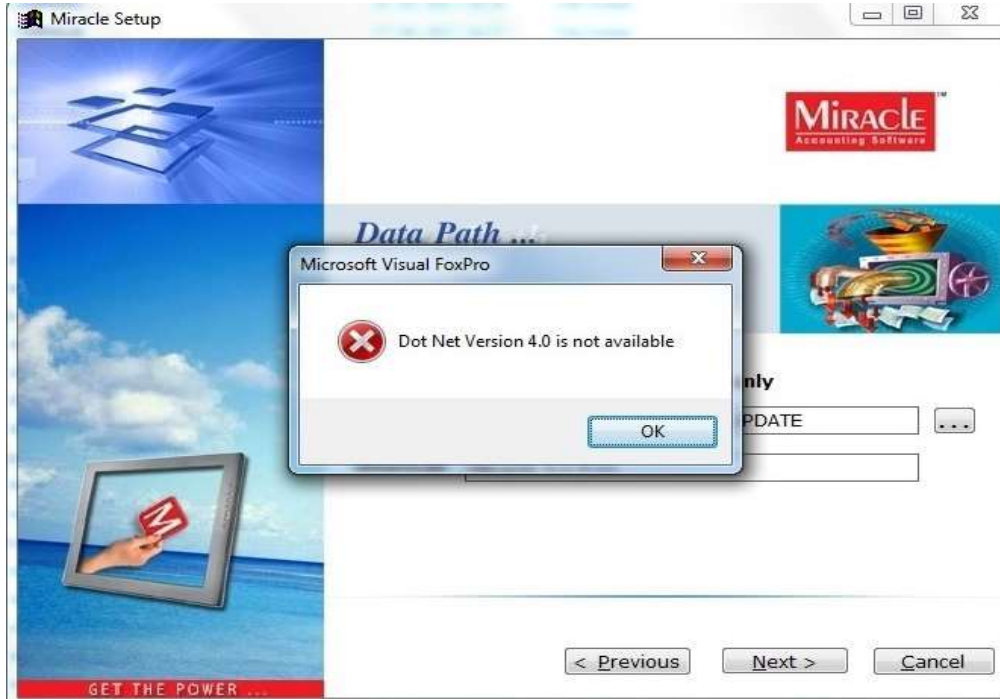 Miracle Setup
MIRACLE TM
Accounting Software
Data Path ...
Microsoft Visual FoxPro
Dot Net Version 4.0 is not available
nly
PDATE
...
OK
M
< Previous
Next >
Cancel
GET THE POWER ...